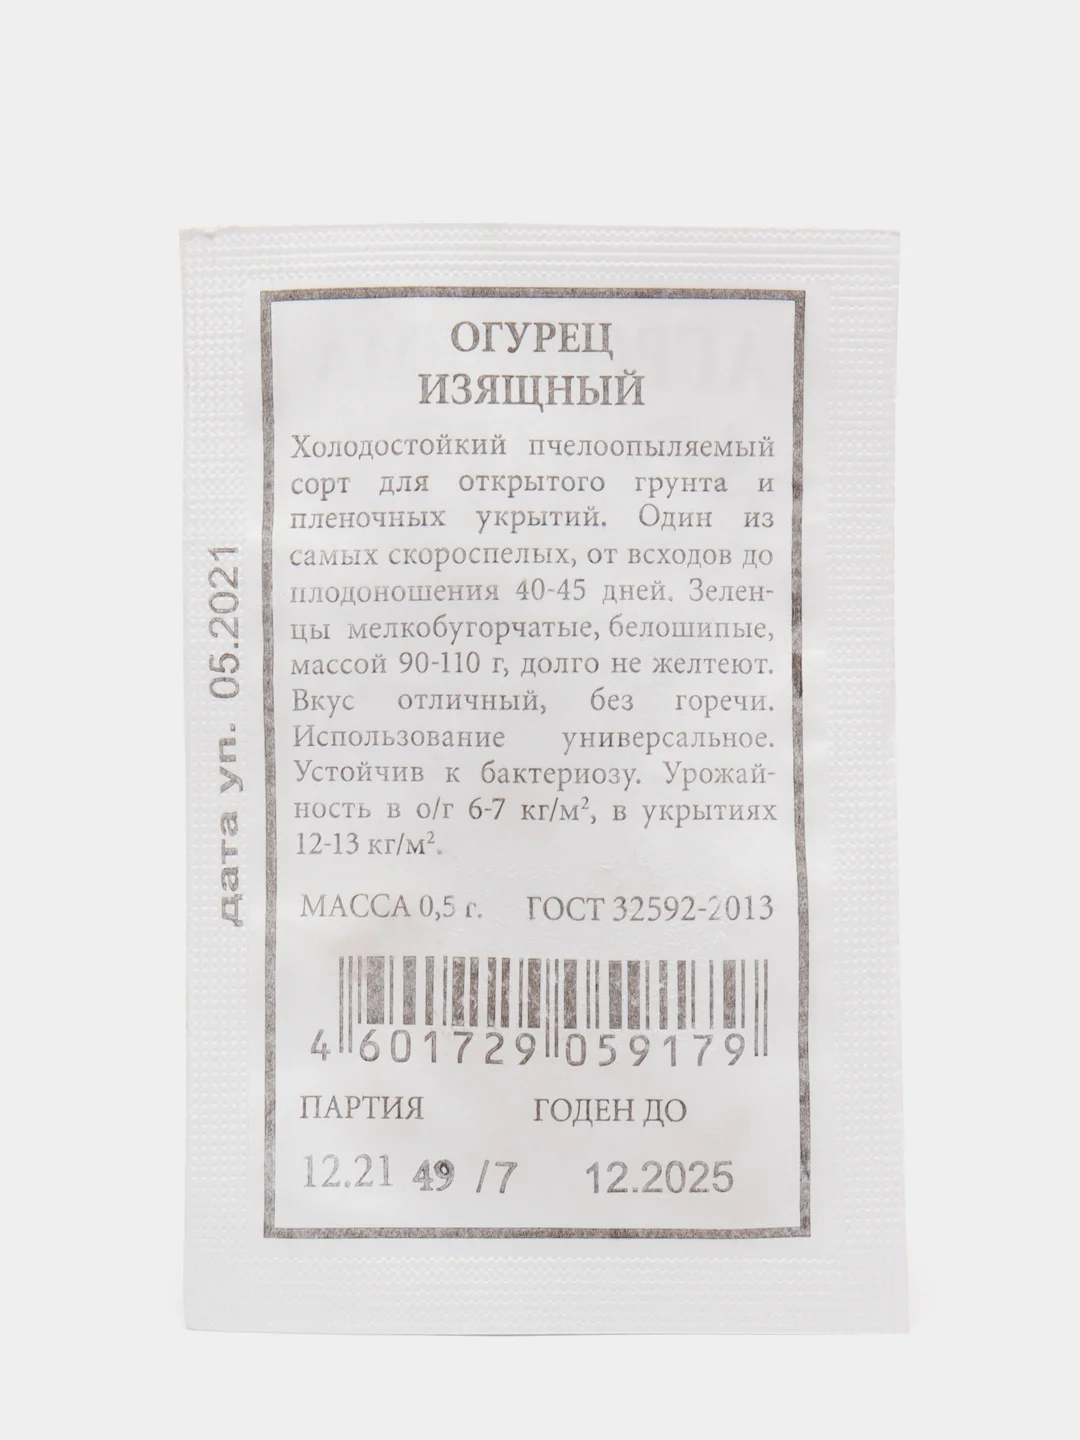 ОГУРЕЦ
ИЗЯЩНЫЙ
Холодостойкий пчелоопыляемый
сорт для открытого грунта и
пленочных укрытий. Один из
самых скороспелых, от всходов до
плодоношения 40-45 дней. Зелен-
цы мелкобугорчатые, белошипые,
массой 90-110 г, долго не желтеют.
Вкус отличный, без горечи.
Использование универсальное.
Устойчив к бактериозу. Урожай-
ность в о/г 6-7 кг/м², в укрытиях
12-13 кг/м².
МАССА 0,5 г. ГОСТ 32592-2013
4 601729 059179
ПАРТИЯ ГОДЕН ДО
12.21 49 /7 12.2025
дата уп. 05.2021